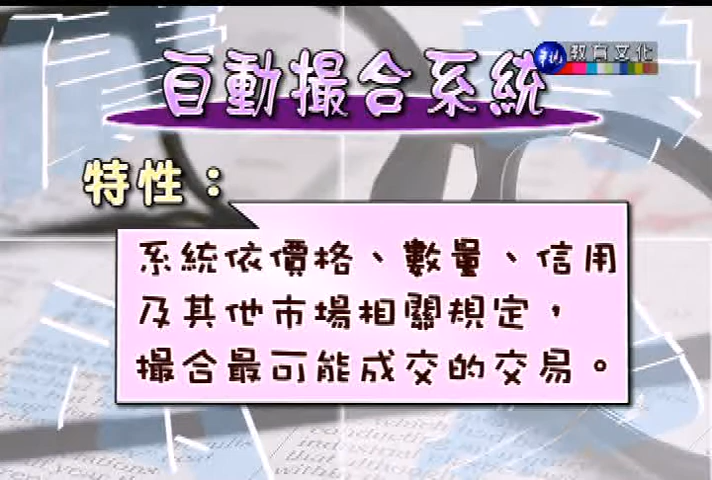 自動撮合系統
教育文化
特性：
系統依價格、數量、信用
及其他市場相關規定，
撮合最可能成交的交易。